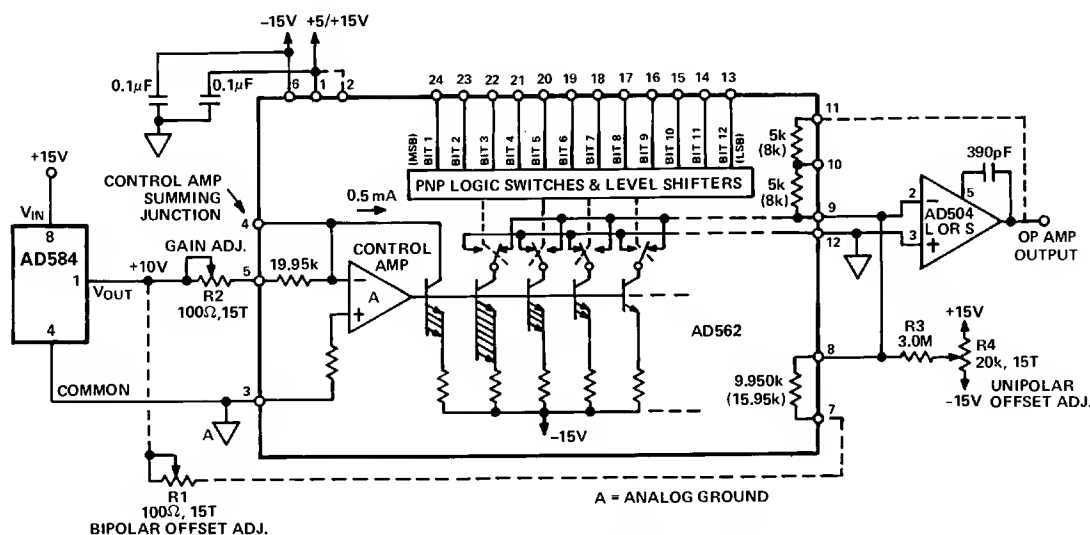 -15V
+5/+15V
0.1µF
0.1µF
6
1
2
24
23
22
21
20
19
18
17
16
15
14
13
(MSB) BIT 1
BIT 2
BIT 3
BIT 4
BIT 5
BIT 6
BIT 7
BIT 8
BIT 9
BIT 10
BIT 11
BIT 12 (LSB)
PNP LOGIC SWITCHES & LEVEL SHIFTERS
11
5k
(8k)
10
5k
(8k)
9
12
390pF
2
5
AD504
L OR S
3
OP AMP
OUTPUT
+15V
CONTROL AMP
SUMMING
JUNCTION
4
0.5 mA
VIN
8
AD584
1
VOUT
4
+10V
GAIN ADJ.
R2
100Ω,15T
5
19.95k
CONTROL
AMP
A
AD562
8
R3
3.0M
+15V
R4
20k, 15T
-15V
UNIPOLAR
OFFSET ADJ.
9.950k
(15.95k)
7
COMMON
3
A
-15V
R1
100Ω, 15T
BIPOLAR OFFSET ADJ.
A = ANALOG GROUND